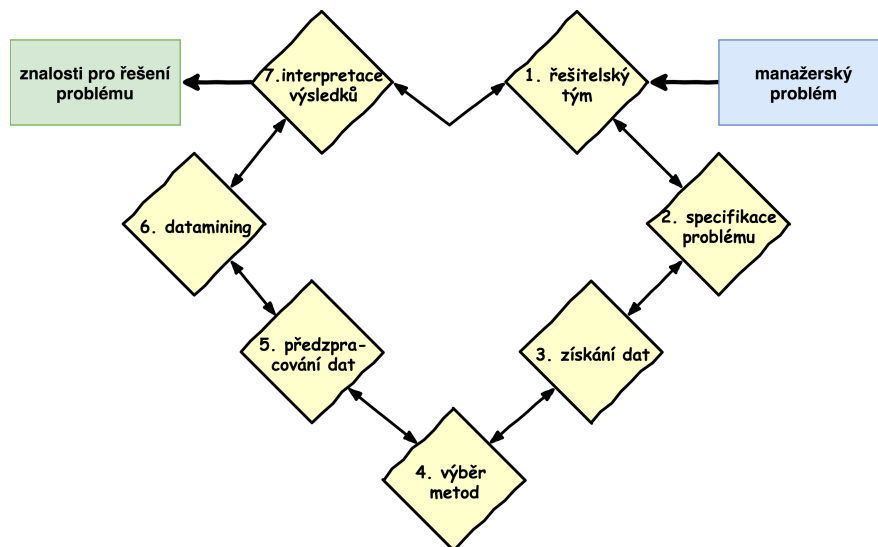 znalosti pro řešení
problému
7.interpretace
výsledků
1. řešitelský
tým
manažerský
problém
6. datamining
2. specifikace
problému
5. předzpra-
cování dat
3. získání dat
4. výběr
metod